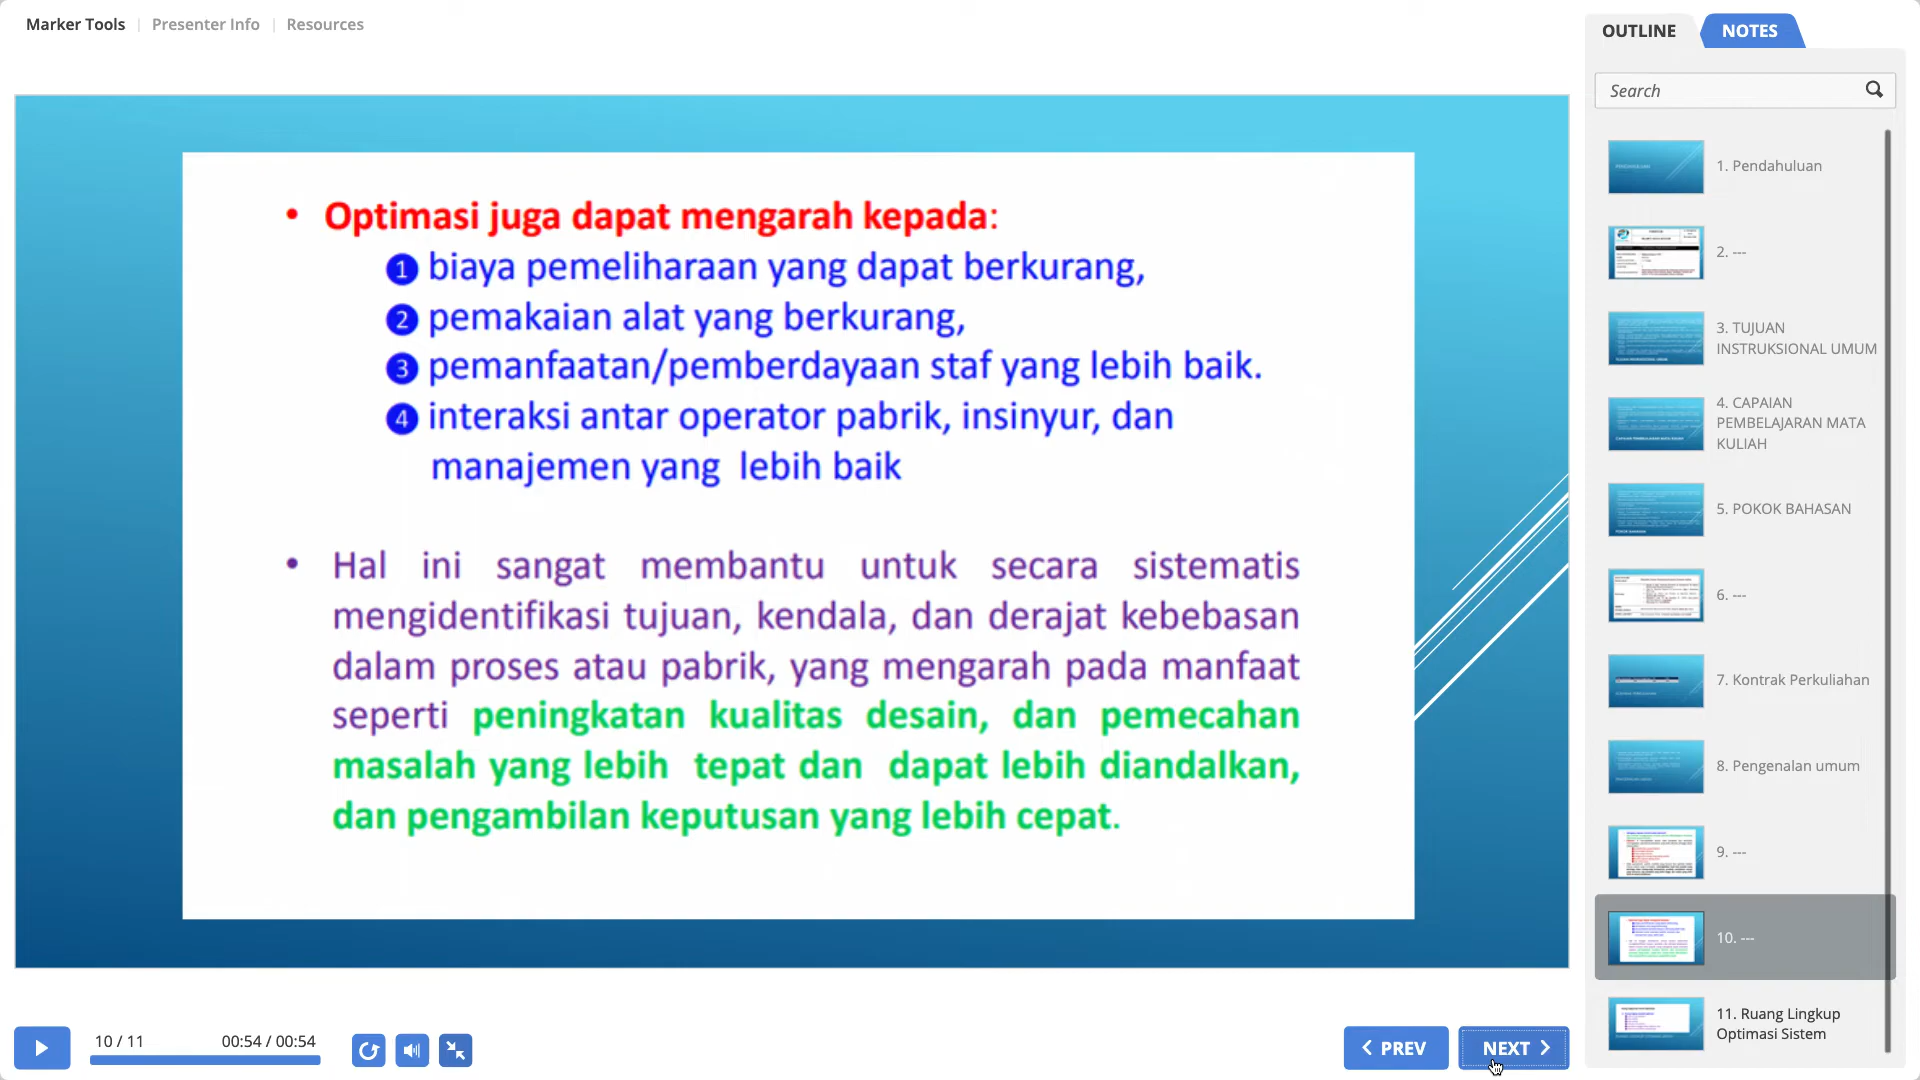 Marker Tools | Presenter Info | Resources
OUTLINE
NOTES
Search
• Optimasi juga dapat mengarah kepada:
❶ biaya pemeliharaan yang dapat berkurang,
❷ pemakaian alat yang berkurang,
❸ pemanfaatan/pemberdayaan staf yang lebih baik.
❹ interaksi antar operator pabrik, insinyur, dan
manajemen yang lebih baik
• Hal ini sangat membantu untuk secara sistematis
mengidentifikasi tujuan, kendala, dan derajat kebebasan
dalam proses atau pabrik, yang mengarah pada manfaat
seperti peningkatan kualitas desain, dan pemecahan
masalah yang lebih tepat dan dapat lebih diandalkan,
dan pengambilan keputusan yang lebih cepat.
1. Pendahuluan
2. ---
3. TUJUAN
INSTRUKSIONAL UMUM
4. CAPAIAN
PEMBELAJARAN MATA
KULIAH
5. POKOK BAHASAN
6. ---
7. Kontrak Perkuliahan
8. Pengenalan umum
9. ---
10. ---
11. Ruang Lingkup
Optimasi Sistem
10 / 11
00:54 / 00:54
PREV
NEXT